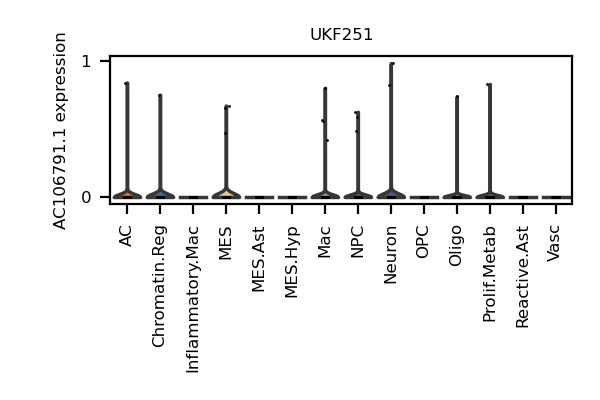 UKF251
AC106791.1 expression
1
0
AC
Chromatin.Reg
Inflammatory.Mac
MES
MES.Ast
MES.Hyp
Mac
NPC
Neuron
OPC
Oligo
Prolif.Metab
Reactive.Ast
Vasc